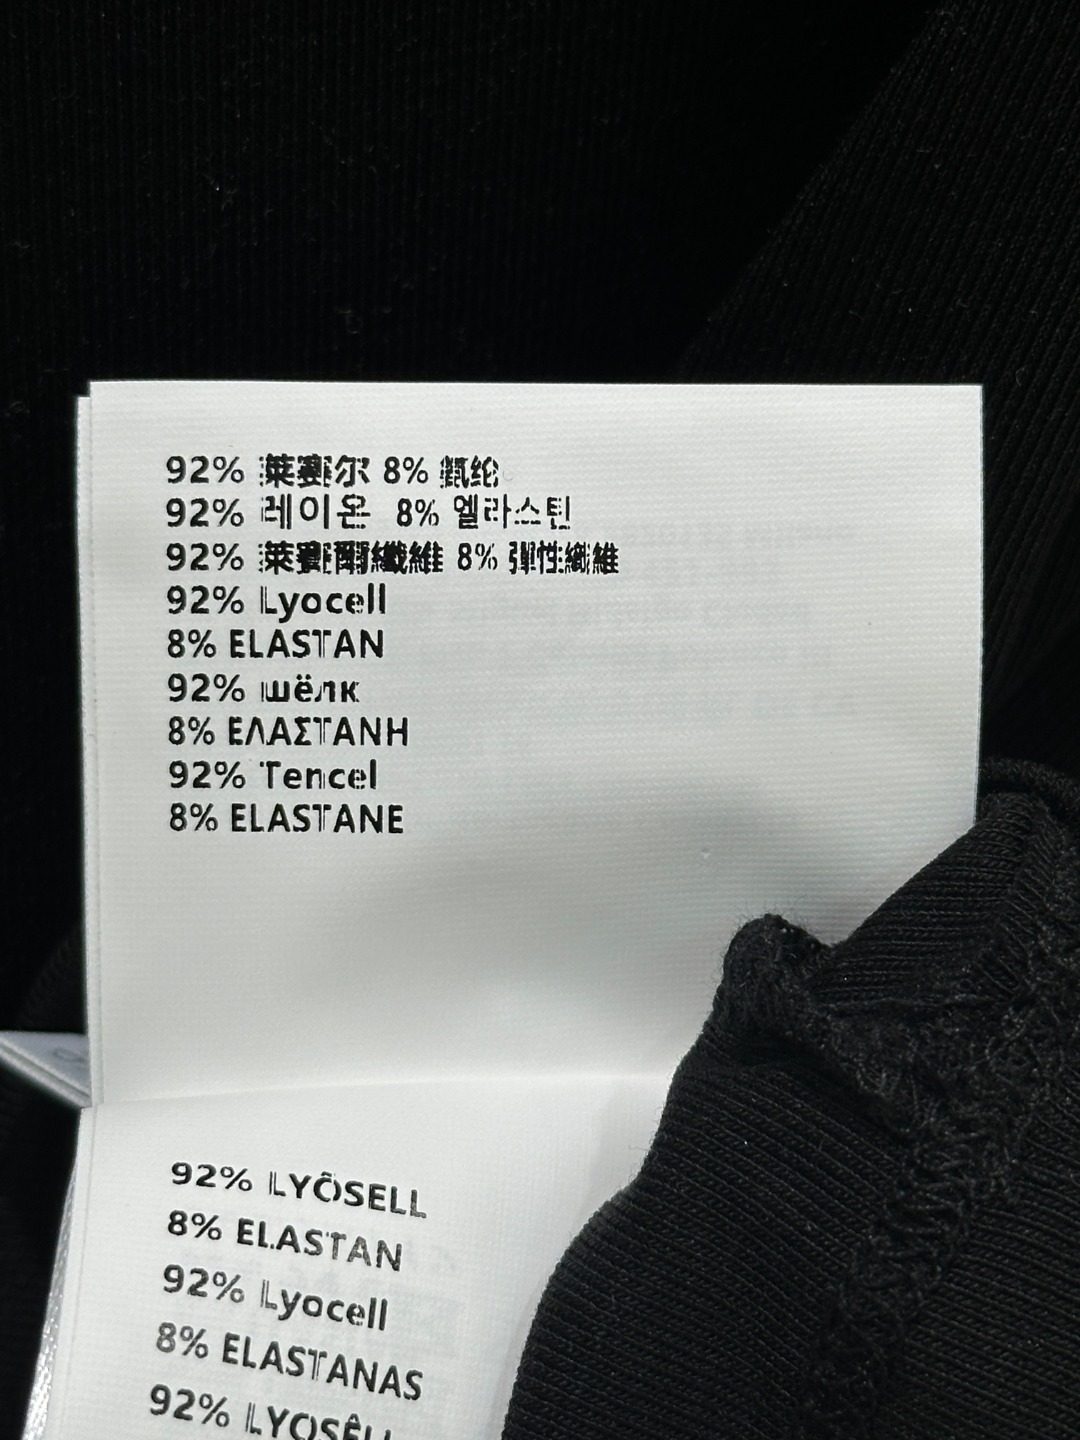 92% 莱赛尔 8% 氨纶
92% 레이온 8% 엘라스틴
92% 萊賽爾纖維 8% 彈性纖維
92% Lyocell
8% ELASTAN
92% шёлк
8% ΕΛΑΣΤΑΝΗ
92% Tencel
8% ELASTANE
92% LYÖSELL
8% ELASTAN
92% Lyocell
8% ELASTANAS
92%